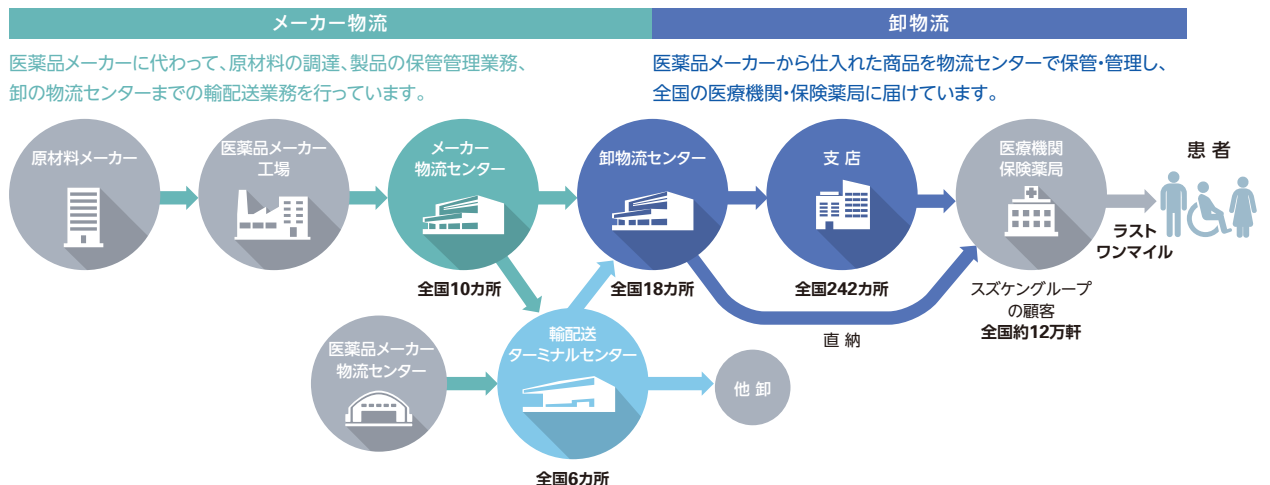 メーカー物流
卸物流
医薬品メーカーに代わって、原材料の調達、製品の保管管理業務、
卸の物流センターまでの輸配送業務を行っています。
医薬品メーカーから仕入れた商品を物流センターで保管・管理し、
全国の医療機関・保険薬局に届けています。
原材料メーカー
医薬品メーカー
工場
メーカー
物流センター
全国10カ所
卸物流センター
全国18カ所
支店
全国242カ所
医療機関
保険薬局
スズケングループ
の顧客
全国約12万軒
患者
ラスト
ワンマイル
直納
医薬品メーカー
物流センター
輸配送
ターミナルセンター
全国6カ所
他卸